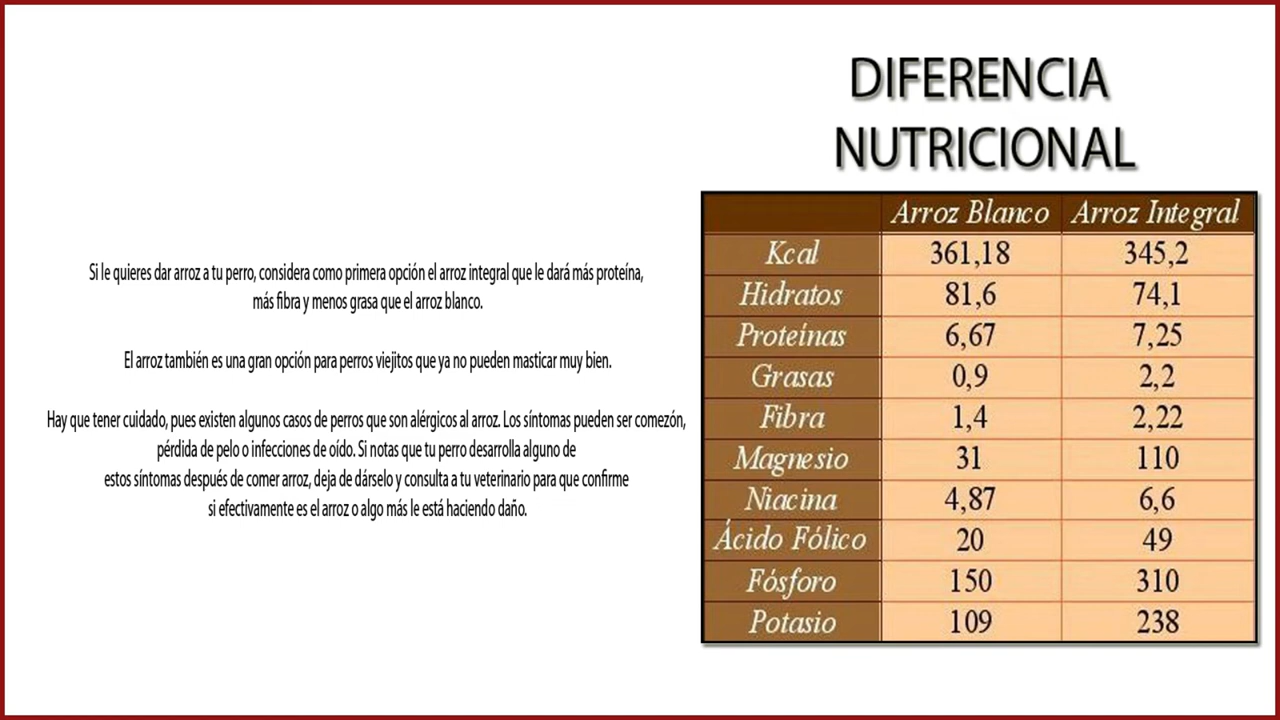 Si le quieres dar arroz a tu perro, considera como primera opción el arroz integral que le dará más proteína,
más fibra y menos grasa que el arroz blanco.
El arroz también es una gran opción para perros viejitos que ya no pueden masticar muy bien.
Hay que tener cuidado, pues existen algunos casos de perros que son alérgicos al arroz. Los síntomas pueden ser comezón,
pérdida de pelo o infecciones de oído. Si notas que tu perro desarrolla alguno de
estos síntomas después de comer arroz, deja de dárselo y consulta a tu veterinario para que confirme
si efectivamente es el arroz o algo más le está haciendo daño.
DIFERENCIA
NUTRICIONAL
Arroz Blanco Arroz Integral
Kcal 361,18 345,2
Hidratos 81,6 74,1
Proteínas 6,67 7,25
Grasas 0,9 2,2
Fibra 1,4 2,22
Magnesio 31 110
Niacina 4,87 6,6
Ácido Fólico 20 49
Fósforo 150 310
Potasio 109 238